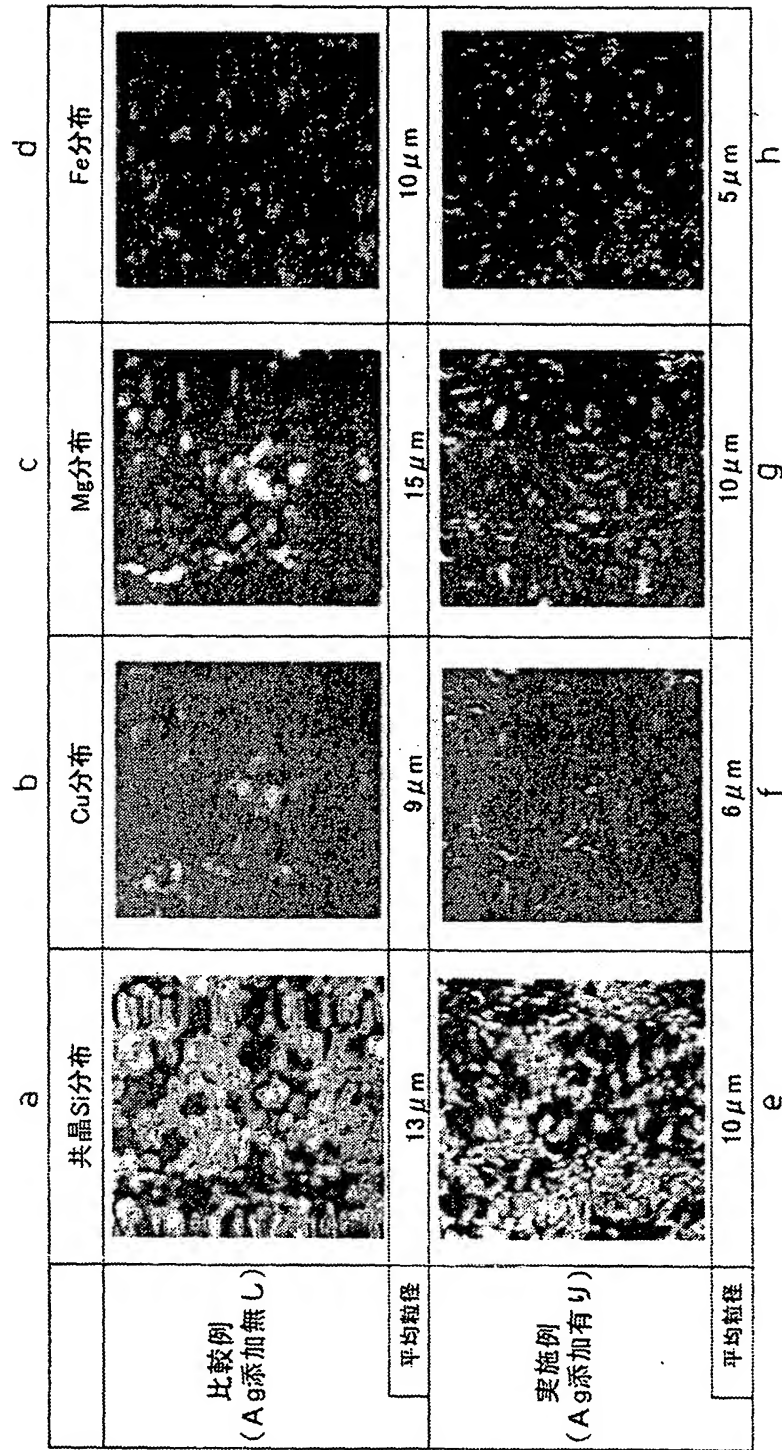 a
b
c
d
共晶Si分布
Cu分布
Mg分布
Fe分布
比較例
(Ag添加無し)
平均粒径
13μm
9μm
15μm
10μm
実施例
(Ag添加有り)
平均粒径
10μm
6μm
10μm
5μm
e
f
g
h